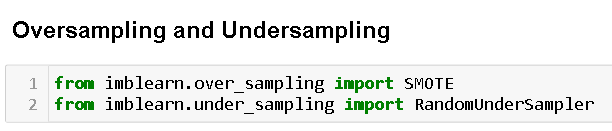 Oversampling and Undersampling
1 from imblearn.over_sampling import SMOTE
2 from imblearn.under_sampling import RandomUnderSampler